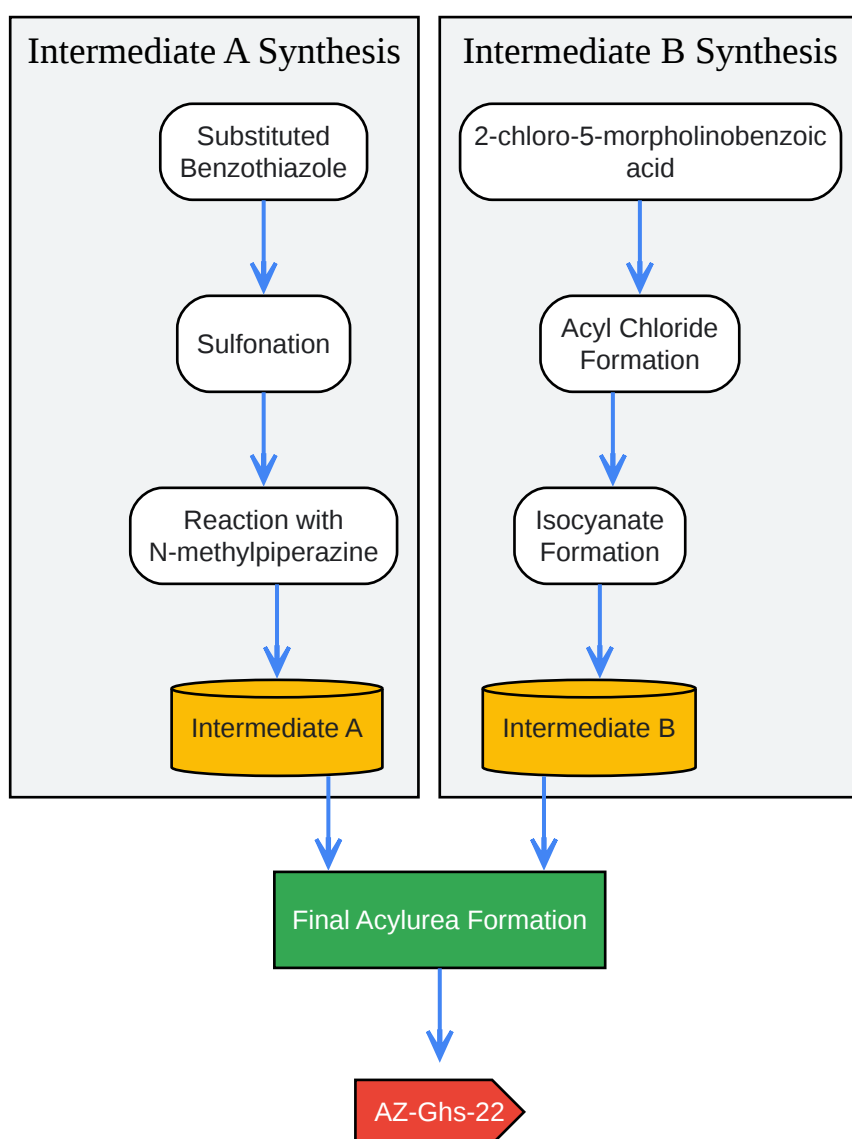 Intermediate A Synthesis
Substituted
Benzothiazole
Sulfonation
Reaction with
N-methylpiperazine
Intermediate A
Intermediate B Synthesis
2-chloro-5-morpholinobenzoic
acid
Acyl Chloride
Formation
Isocyanate
Formation
Intermediate B
Final Acylurea Formation
AZ-Ghs-22